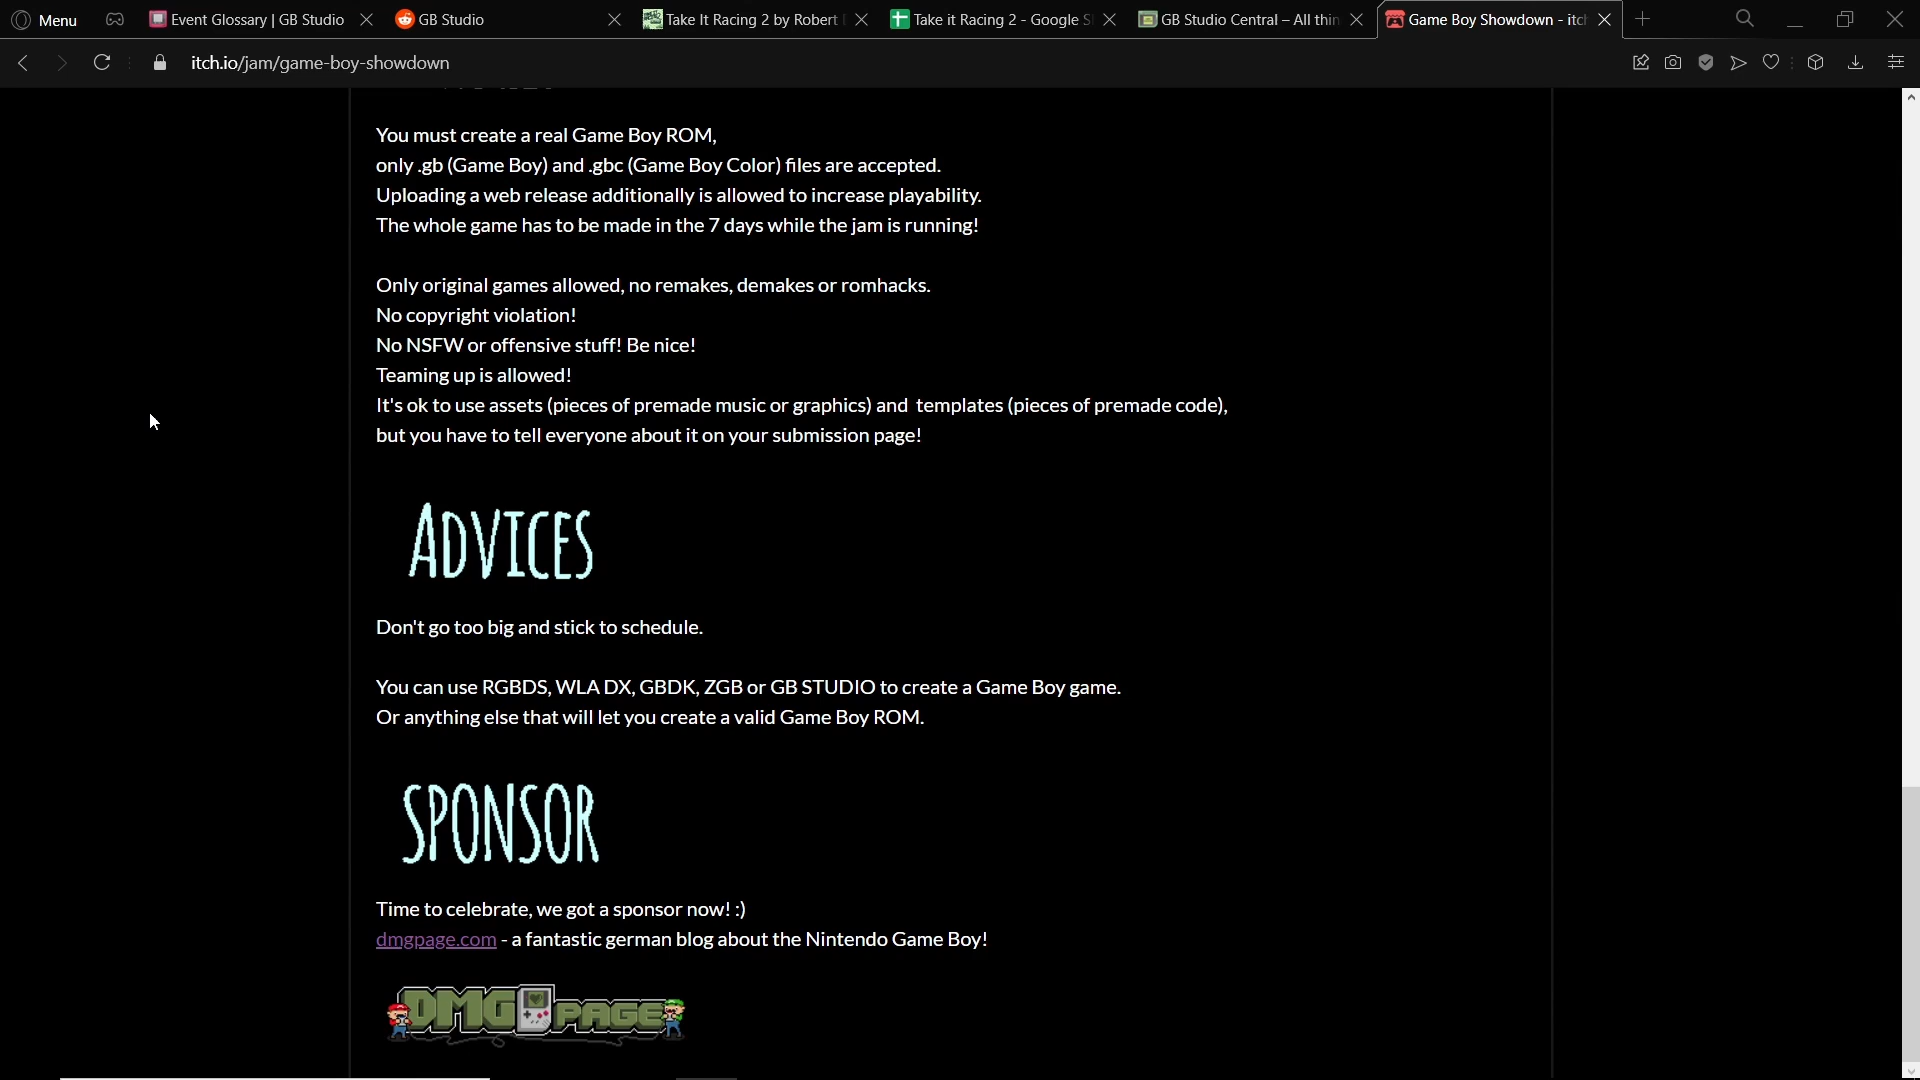 Menu
Event Glossary | GB Studio
GB Studio
Take It Racing 2 by Robert
Take it Racing 2 - Google S
GB Studio Central – All thin
Game Boy Showdown - itch
itch.io/jam/game-boy-showdown
You must create a real Game Boy ROM,
only .gb (Game Boy) and .gbc (Game Boy Color) files are accepted.
Uploading a web release additionally is allowed to increase playability.
The whole game has to be made in the 7 days while the jam is running!
Only original games allowed, no remakes, demakes or romhacks.
No copyright violation!
No NSFW or offensive stuff! Be nice!
Teaming up is allowed!
It's ok to use assets (pieces of premade music or graphics) and  templates (pieces of premade code),
but you have to tell everyone about it on your submission page!
ADVICES
Don't go too big and stick to schedule.
You can use RGBDS, WLA DX, GBDK, ZGB or GB STUDIO to create a Game Boy game.
Or anything else that will let you create a valid Game Boy ROM.
SPONSOR
Time to celebrate, we got a sponsor now! :)
dmgpage.com - a fantastic german blog about the Nintendo Game Boy!
DMG PAGE